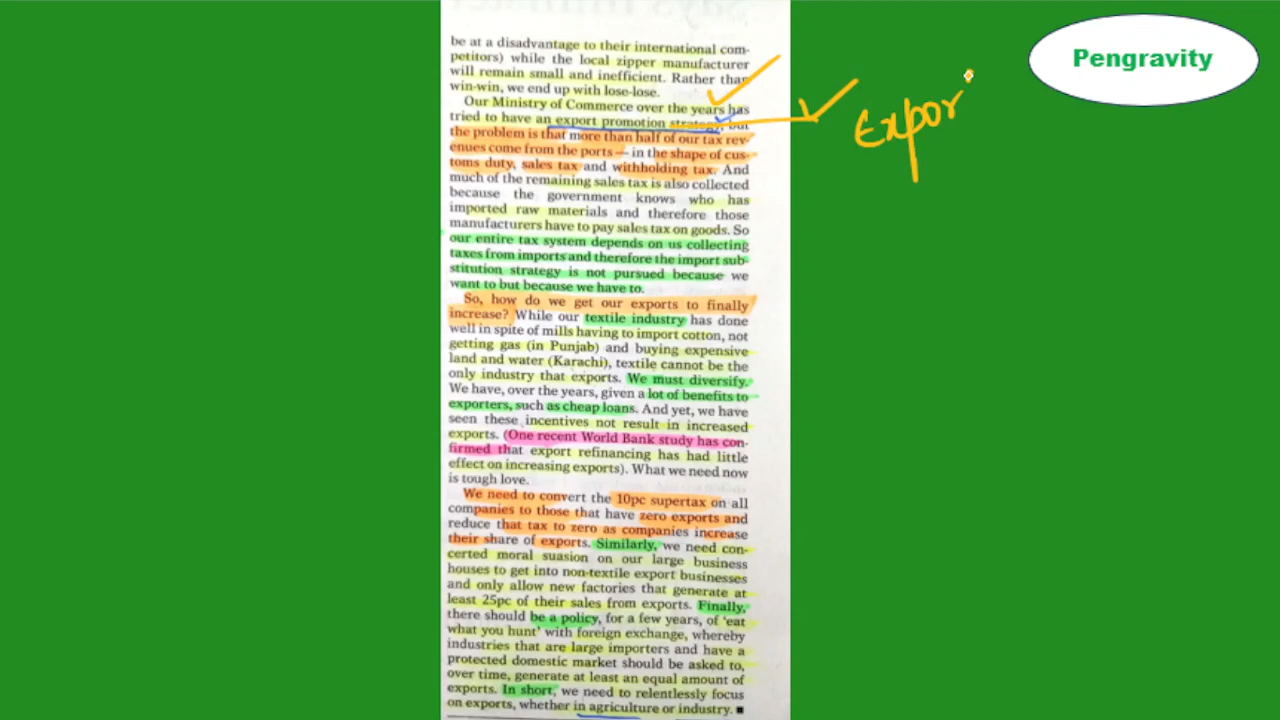 be at a disadvantage to their international com-
petitors) while the local zipper manufacturer
will remain small and inefficient. Rather than
win-win, we end up with lose-lose.
Our Ministry of Commerce over the years has
tried to have an export promotion strategy, but
the problem is that more than half of our tax rev-
enues come from the ports — in the shape of cus-
toms duty, sales tax and withholding tax. And
much of the remaining sales tax is also collected
because the government knows who has
imported raw materials and therefore those
manufacturers have to pay sales tax on goods. So
our entire tax system depends on us collecting
taxes from imports and therefore the import sub-
stitution strategy is not pursued because we
want to but because we have to.
So, how do we get our exports to finally
increase? While our textile industry has done
well in spite of mills having to import cotton, not
getting gas (in Punjab) and buying expensive
land and water (Karachi), textile cannot be the
only industry that exports. We must diversify.
We have, over the years, given a lot of benefits to
exporters, such as cheap loans. And yet, we have
seen these incentives not result in increased
exports. (One recent World Bank study has con-
firmed that export refinancing has had little
effect on increasing exports). What we need now
is tough love.
We need to convert the 10pc supertax on all
companies to those that have zero exports and
reduce that tax to zero as companies increase
their share of exports. Similarly, we need con-
certed moral suasion on our large business
houses to get into non-textile export businesses
and only allow new factories that generate at
least 25pc of their sales from exports. Finally,
there should be a policy, for a few years, of 'eat
what you hunt' with foreign exchange, whereby
industries that are large importers and have a
protected domestic market should be asked to,
over time, generate at least an equal amount of
exports. In short, we need to relentlessly focus
on exports, whether in agriculture or industry. ■
Expor
Pengravity